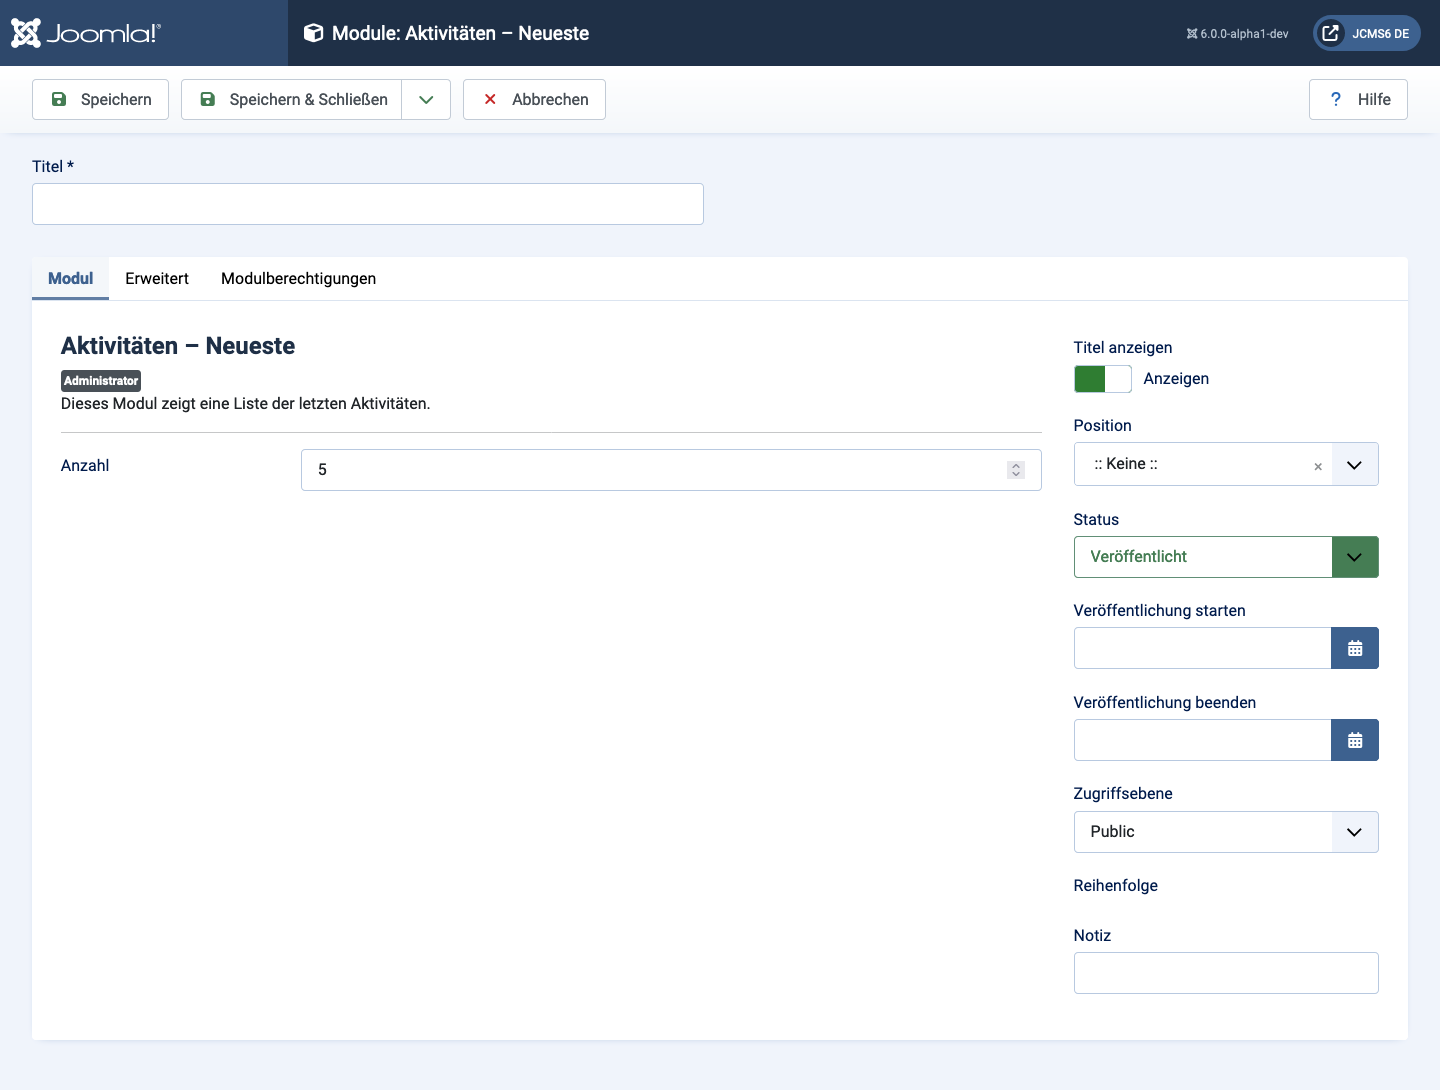 Joomla!®
Module: Aktivitäten – Neueste
6.0.0-alpha1-dev
JCMS6 DE
Speichern
Speichern & Schließen
Abbrechen
? Hilfe
Titel *
Modul
Erweitert
Modulberechtigungen
Aktivitäten – Neueste
Administrator
Dieses Modul zeigt eine Liste der letzten Aktivitäten.
Anzahl
5
Titel anzeigen
Anzeigen
Position
:: Keine ::
Status
Veröffentlicht
Veröffentlichung starten
Veröffentlichung beenden
Zugriffsebene
Public
Reihenfolge
Notiz